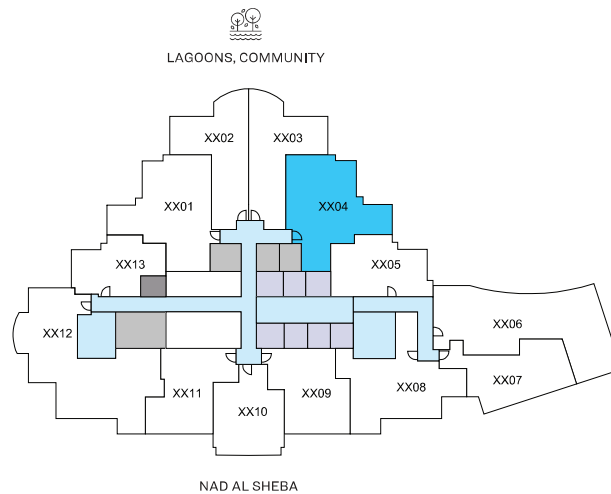 LAGOONS, COMMUNITY
XX02
XX03
XX01
XX04
XX13
XX05
XX12
XX06
XX11
XX10
XX09
XX08
XX07
NAD AL SHEBA